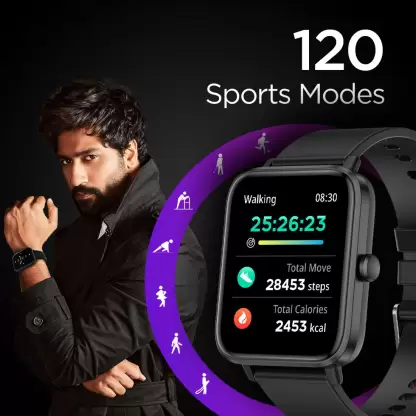 120
Sports Modes
Walking 08:30
25:26:23
Total Move
28453 steps
Total Calories
2453 kcal